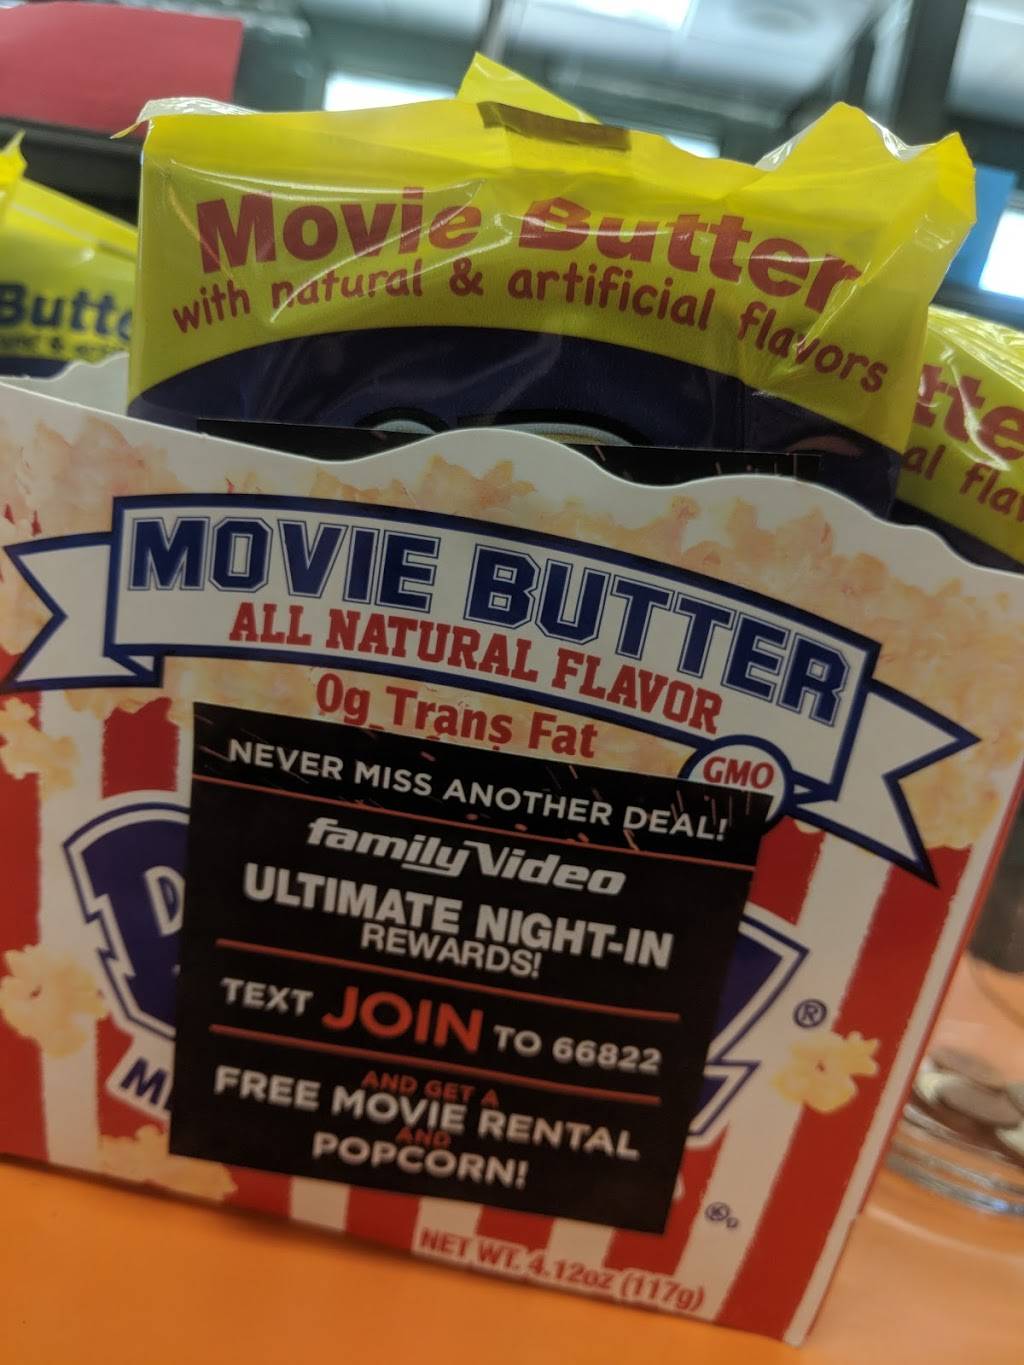 Movie Butter
with natural & artificial flavors
Butte
tte
al fla
MOVIE BUTTER
ALL NATURAL FLAVOR
0g Trans Fat
GMO
NEVER MISS ANOTHER DEAL!
familyVideo
ULTIMATE NIGHT-IN
REWARDS!
TEXT JOIN TO 66822
AND GET A
FREE MOVIE RENTAL
AND
POPCORN!
®
M
NET WT. 4.12oz (117g)